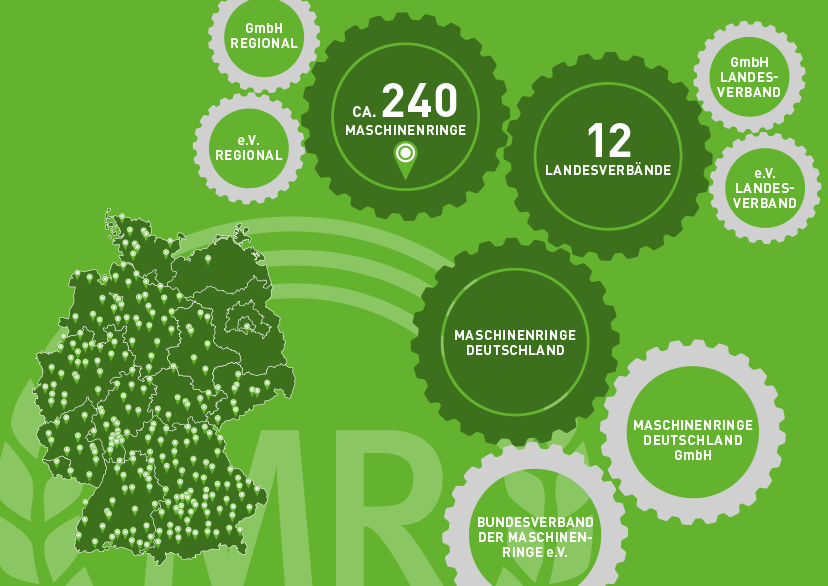 GmbH
REGIONAL
e.V.
REGIONAL
CA. 240
MASCHINENRINGE
12
LANDESVERBÄNDE
GmbH
LANDES-
VERBAND
e.V.
LANDES-
VERBAND
MASCHINENRINGE
DEUTSCHLAND
MASCHINENRINGE
DEUTSCHLAND
GmbH
BUNDESVERBAND
DER MASCHINEN-
RINGE e.V.
MR